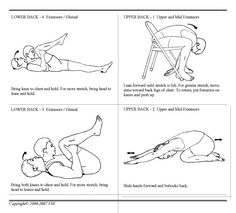 LOWER BACK - 4 Extensors / Gluteal
Bring knee to chest and hold. For more stretch, bring head to
knee and hold.
UPPER BACK - 1 Upper and Mid Extensors
Lean forward until stretch is felt. For greater stretch, move
arms toward back legs of chair. To return, put forearms on
knees and push up.
LOWER BACK - 5 Extensors / Gluteal
Bring both knees to chest and hold. For more stretch, bring
head to knees and hold.
UPPER BACK - 2 Upper and Mid Extensors
Slide hands forward and buttocks back.
Copyright© 1999-2007 VHI